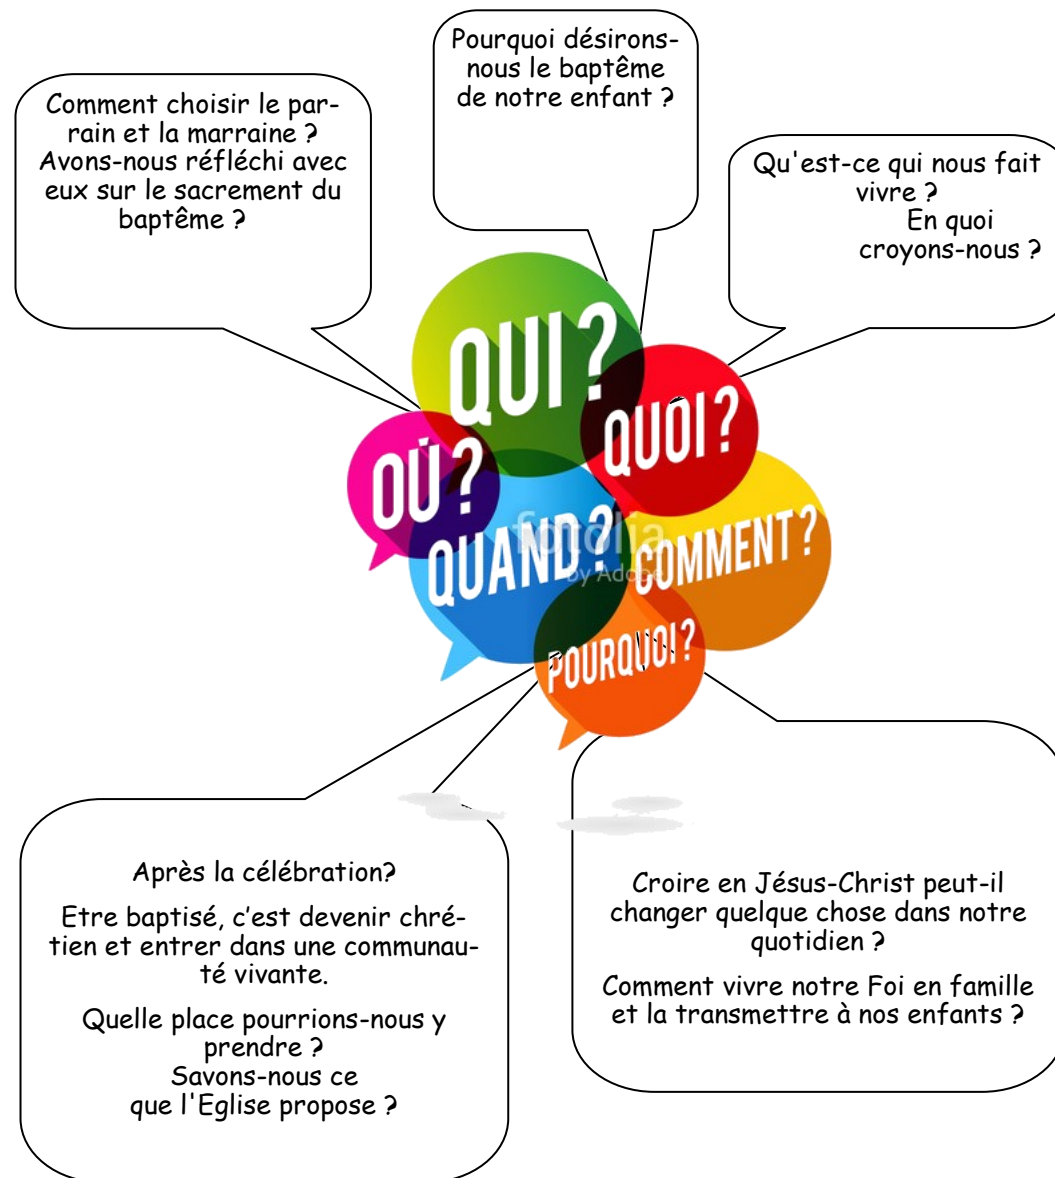 Pourquoi désirons-
nous le baptême
de notre enfant ?
Comment choisir le par-
rain et la marraine ?
Avons-nous réfléchi avec
eux sur le sacrement du
baptême ?
Qu'est-ce qui nous fait
vivre ?
En quoi
croyons-nous ?
QUI ?
QUOI ?
OÙ ?
QUAND ?
COMMENT ?
fotolia
by Adobe
POURQUOI ?
Après la célébration?
Etre baptisé, c'est devenir chré-
tien et entrer dans une communau-
té vivante.
Quelle place pourrions-nous y
prendre ?
Savons-nous ce
que l'Eglise propose ?
Croire en Jésus-Christ peut-il
changer quelque chose dans notre
quotidien ?
Comment vivre notre Foi en famille
et la transmettre à nos enfants ?